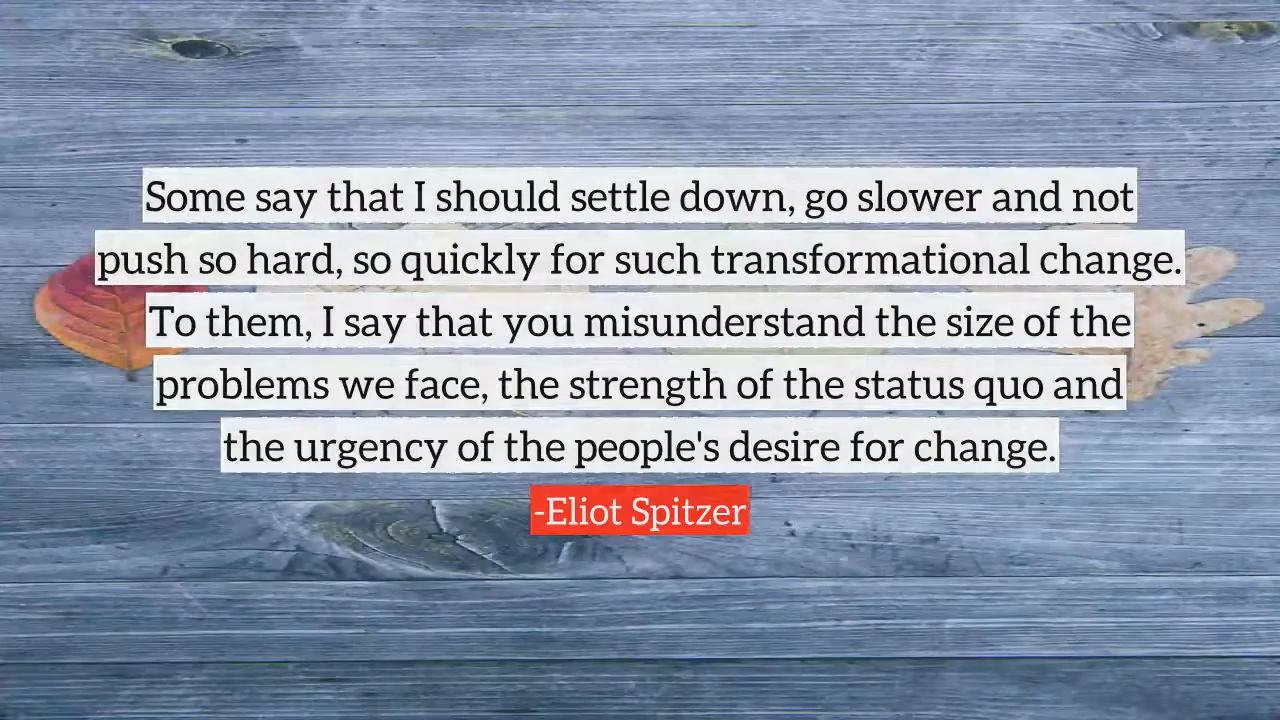 Some say that I should settle down, go slower and not
push so hard, so quickly for such transformational change.
To them, I say that you misunderstand the size of the
problems we face, the strength of the status quo and
the urgency of the people's desire for change.
-Eliot Spitzer